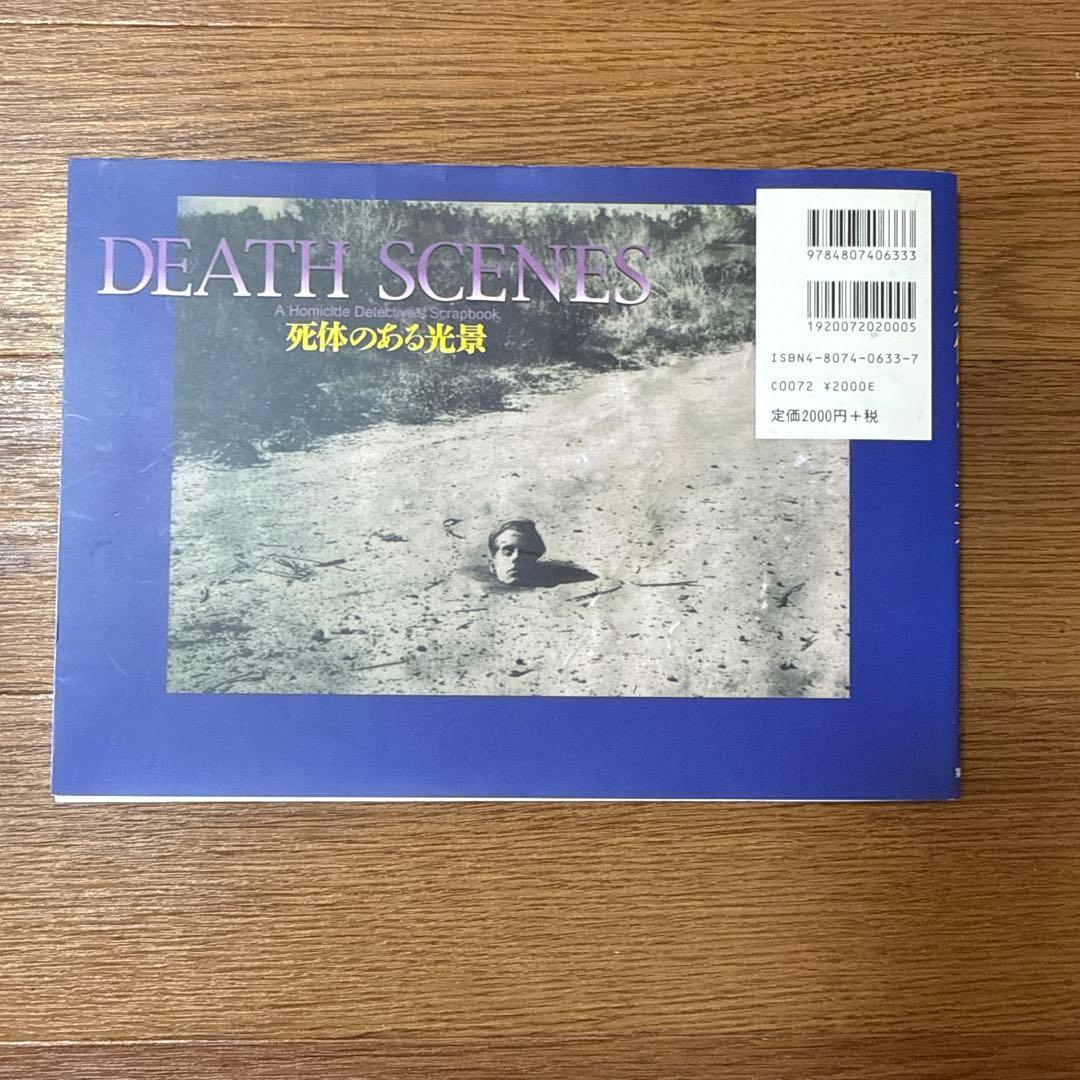 DEATH SCENES
A Homicide Detective's Scrapbook
死体のある光景
9784807406333
1920072020005
ISBN4-8074-0633-7
C0072 ¥2000E
定価2000円+税